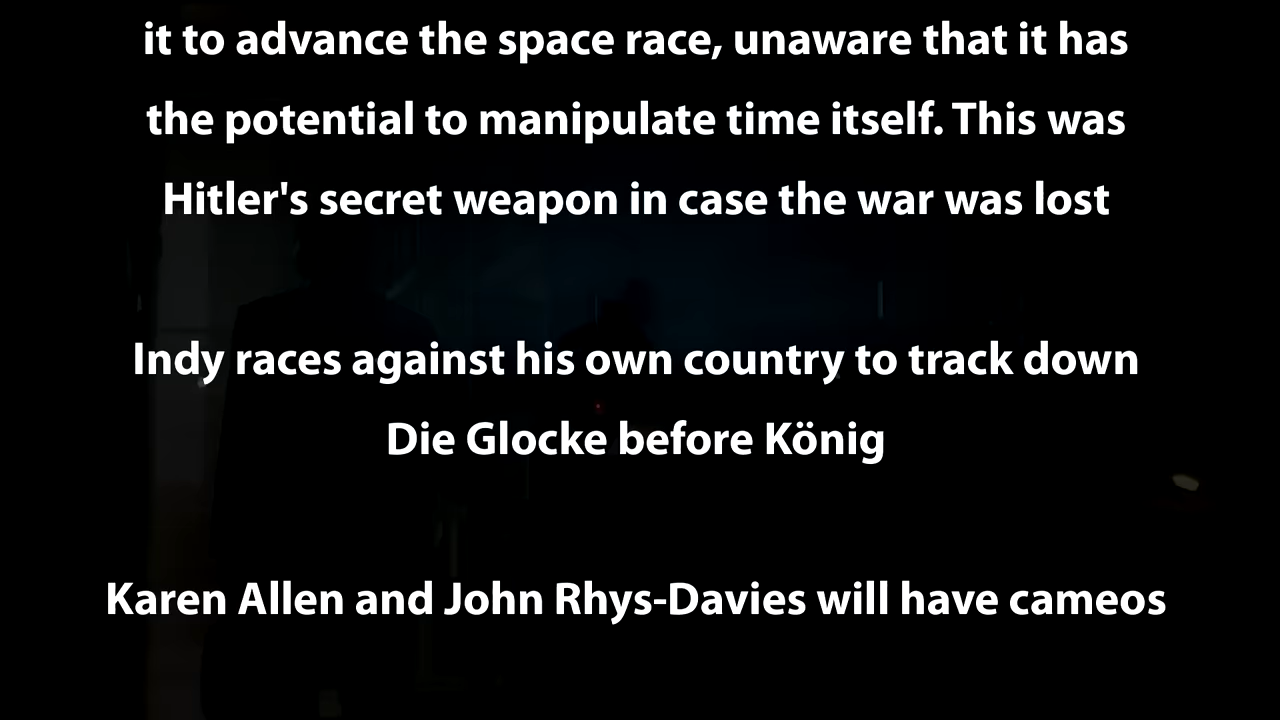 it to advance the space race, unaware that it has
the potential to manipulate time itself. This was
Hitler's secret weapon in case the war was lost
Indy races against his own country to track down
Die Glocke before König
Karen Allen and John Rhys-Davies will have cameos